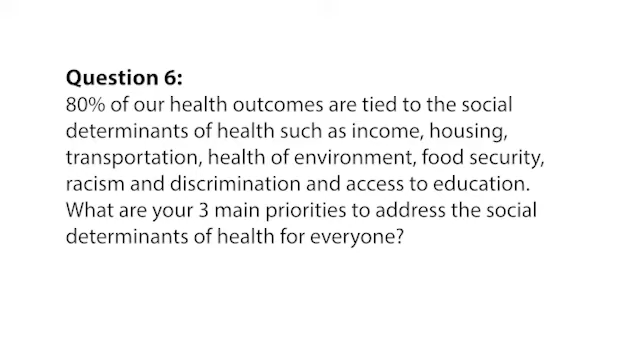 Question 6:
80% of our health outcomes are tied to the social
determinants of health such as income, housing,
transportation, health of environment, food security,
racism and discrimination and access to education.
What are your 3 main priorities to address the social
determinants of health for everyone?